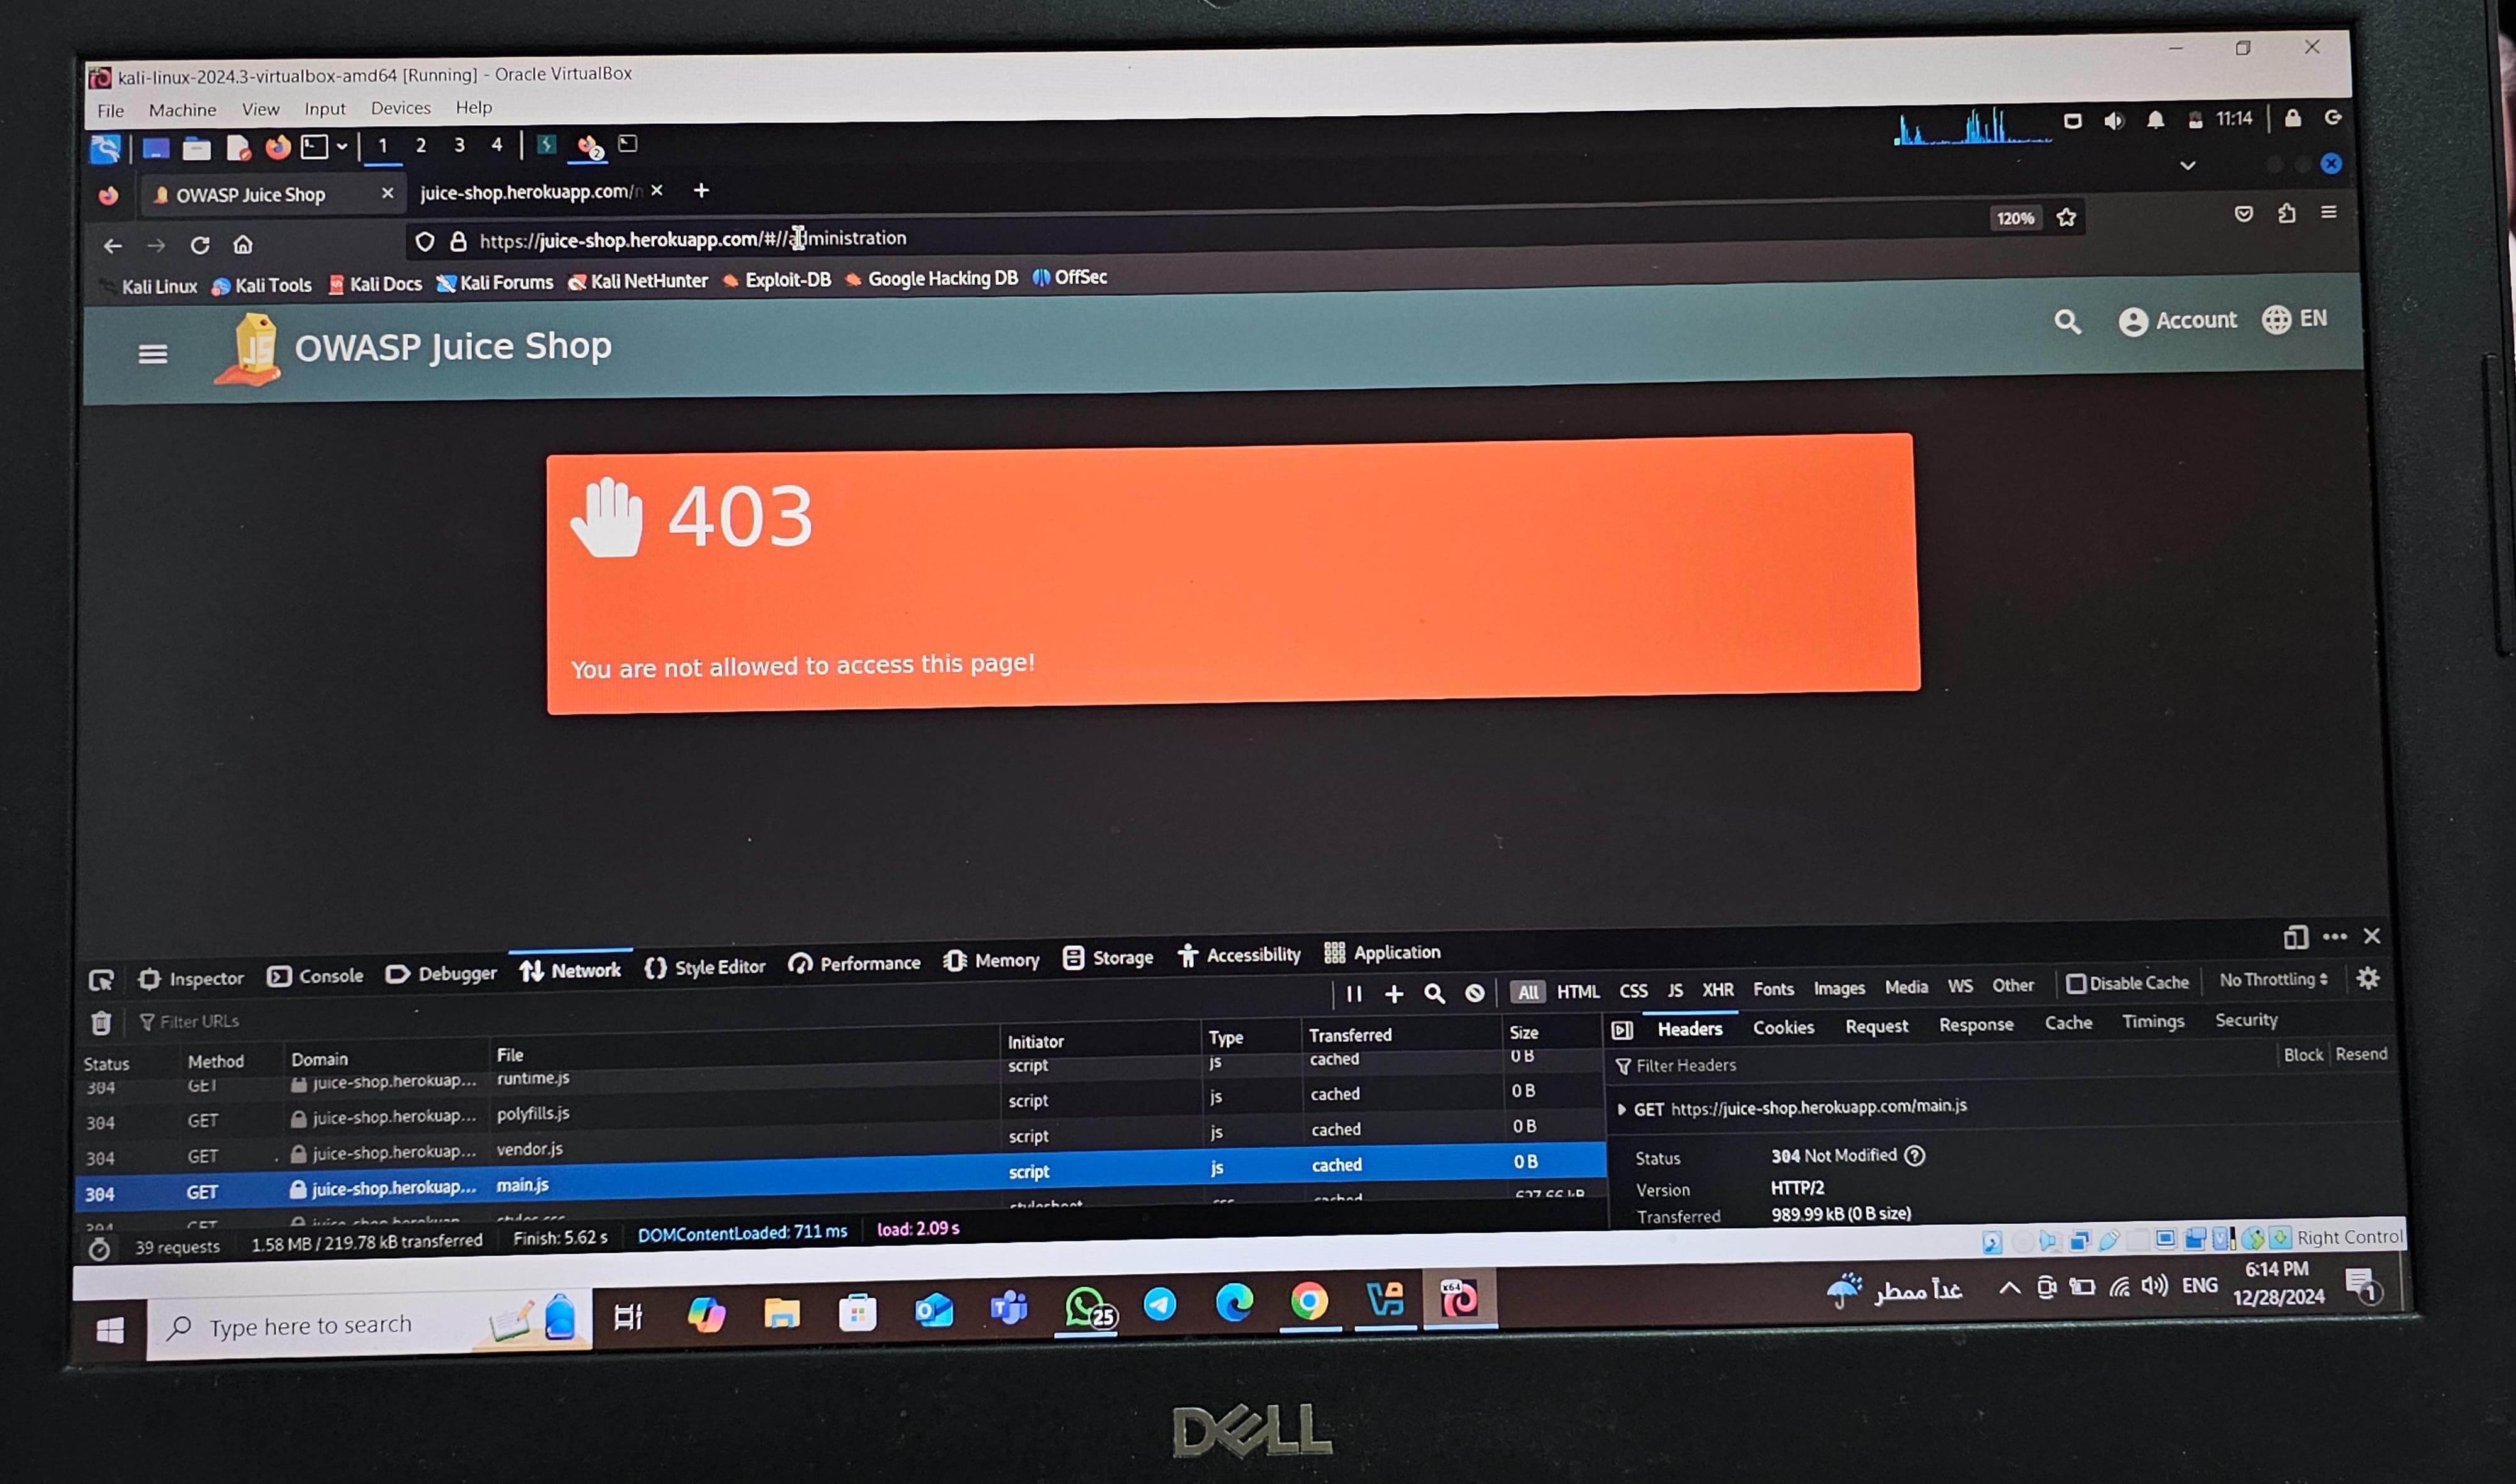 kali-linux-2024.3-virtualbox-amd64 [Running] - Oracle VirtualBox
File Machine View Input Devices Help
1 2 3 4 2 11:14
OWASP Juice Shop juice-shop.herokuapp.com/
https://juice-shop.herokuapp.com/#//administration 120%
Kali Linux Kali Tools Kali Docs Kali Forums Kali NetHunter Exploit-DB Google Hacking DB OffSec
JS OWASP Juice Shop Account EN
403
You are not allowed to access this page!
Inspector Console Debugger Network Style Editor Performance Memory Storage Accessibility Application
All HTML CSS JS XHR Fonts Images Media WS Other Disable Cache No Throttling
Filter URLs
Headers Cookies Request Response Cache Timings Security
Status Method Domain File Initiator Type Transferred Size
Filter Headers Block Resend
304 GET juice-shop.herokuap... runtime.js script js cached 0 B
304 GET juice-shop.herokuap... polyfills.js script js cached 0 B
GET https://juice-shop.herokuapp.com/main.js
304 GET juice-shop.herokuap... vendor.js script js cached 0 B
Status 304 Not Modified
304 GET juice-shop.herokuap... main.js script js cached 0 B
Version HTTP/2
Transferred 989.99 kB (0 B size)
39 requests 1.58 MB / 219.78 kB transferred Finish: 5.62 s DOMContentLoaded: 711 ms load: 2.09 s
Right Control
Type here to search 25 x64 غداً ممطر ENG 6:14 PM
12/28/2024 1
DELL